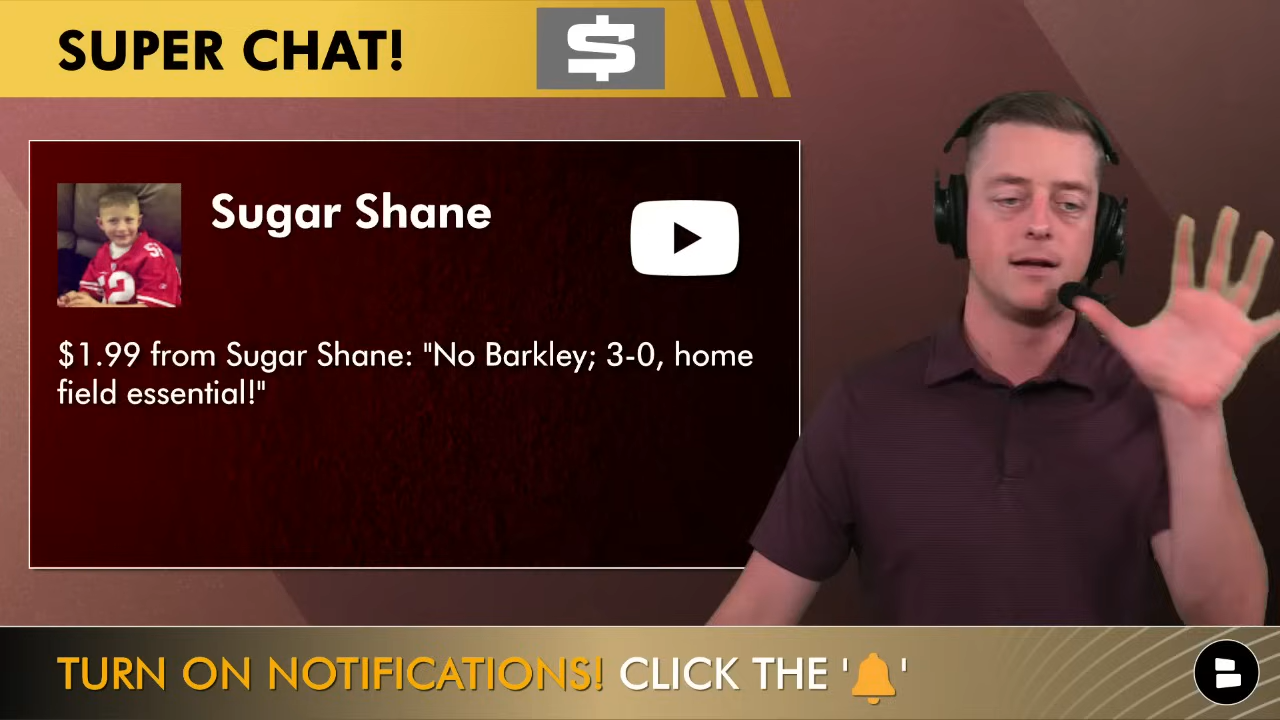 SUPER CHAT!
$
Sugar Shane
$1.99 from Sugar Shane: "No Barkley; 3-0, home
field essential!"
TURN ON NOTIFICATIONS! CLICK THE '🔔'